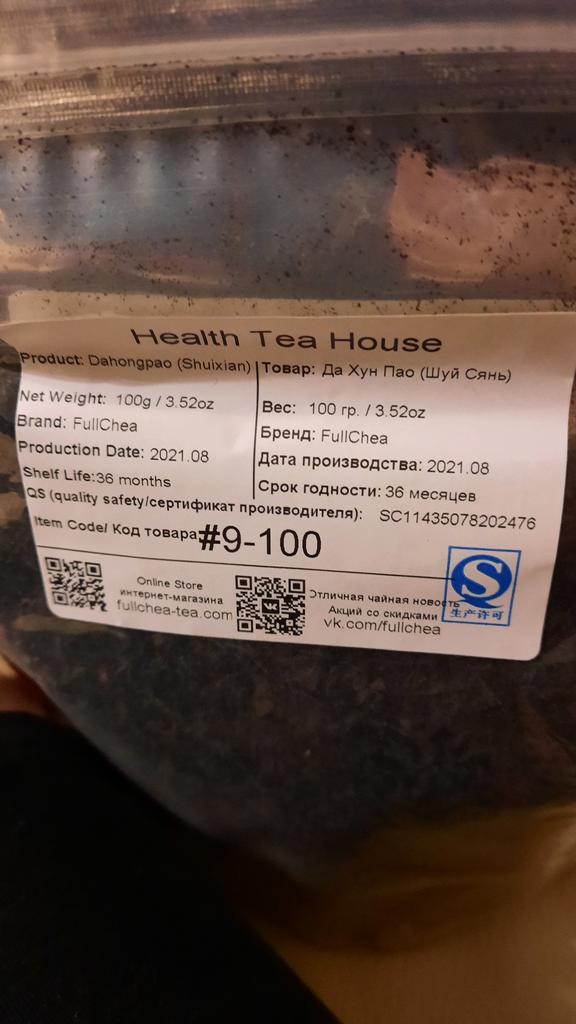 Health Tea House
Product: Dahongpao (Shuixian)
Net Weight: 100g / 3.52oz
Brand: FullChea
Production Date: 2021.08
Shelf Life:36 months
Товар: Да Хун Пао (Шуй Сянь)
Вес: 100 гр. / 3.52oz
Бренд: FullChea
Дата производства: 2021.08
Срок годности: 36 месяцев
QS (quality safety/сертификат производителя): SC11435078202476
Item Code/ Код товара#9-100
Online Store
интернет-магазина
fullchea-tea.com
Отличная чайная новость
Акций со скидками
vk.com/fullchea
生产许可